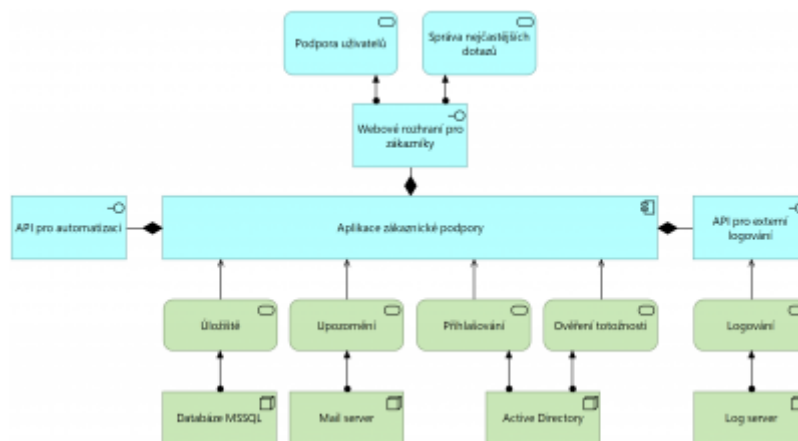 Podpora uživatelů
Správa nejčastějších
dotazů
Webové rozhraní pro
zákazníky
API pro automatizaci
Aplikace zákaznické podpory
API pro externí
logování
Úložiště
Upozornění
Přihlašování
Ověření totožnosti
Logování
Databáze MSSQL
Mail server
Active Directory
Log server